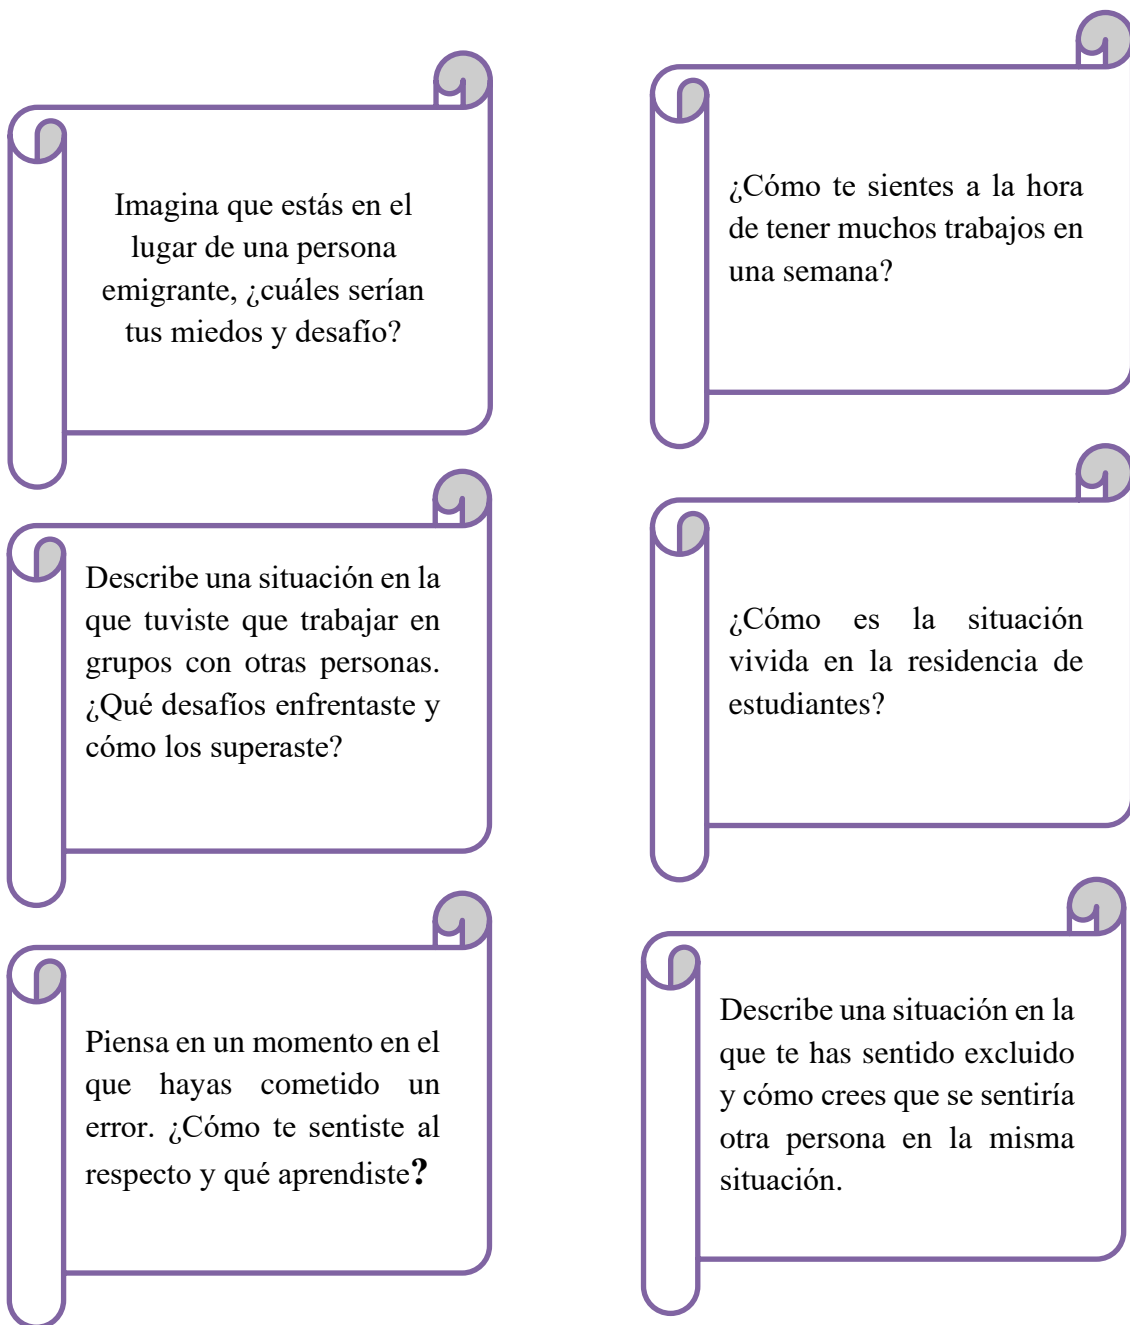 Imagina que estás en el
lugar de una persona
emigrante, ¿cuáles serían
tus miedos y desafío?
¿Cómo te sientes a la hora
de tener muchos trabajos en
una semana?
Describe una situación en la
que tuviste que trabajar en
grupos con otras personas.
¿Qué desafíos enfrentaste y
cómo los superaste?
¿Cómo es la situación
vivida en la residencia de
estudiantes?
Piensa en un momento en el
que hayas cometido un
error. ¿Cómo te sentiste al
respecto y qué aprendiste?
Describe una situación en la
que te has sentido excluido
y cómo crees que se sentiría
otra persona en la misma
situación.